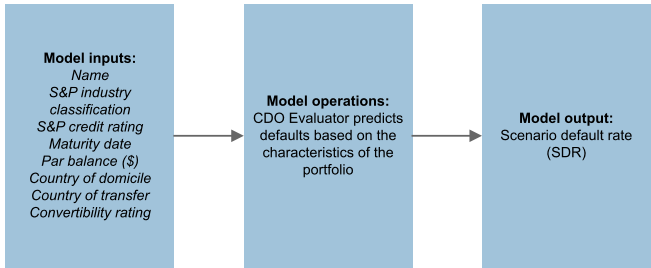 Model inputs:
Name
S&P industry
classification
S&P credit rating
Maturity date
Par balance ($)
Country of domicile
Country of transfer
Convertibility rating
Model operations:
CDO Evaluator predicts
defaults based on the
characteristics of the
portfolio
Model output:
Scenario default rate
(SDR)